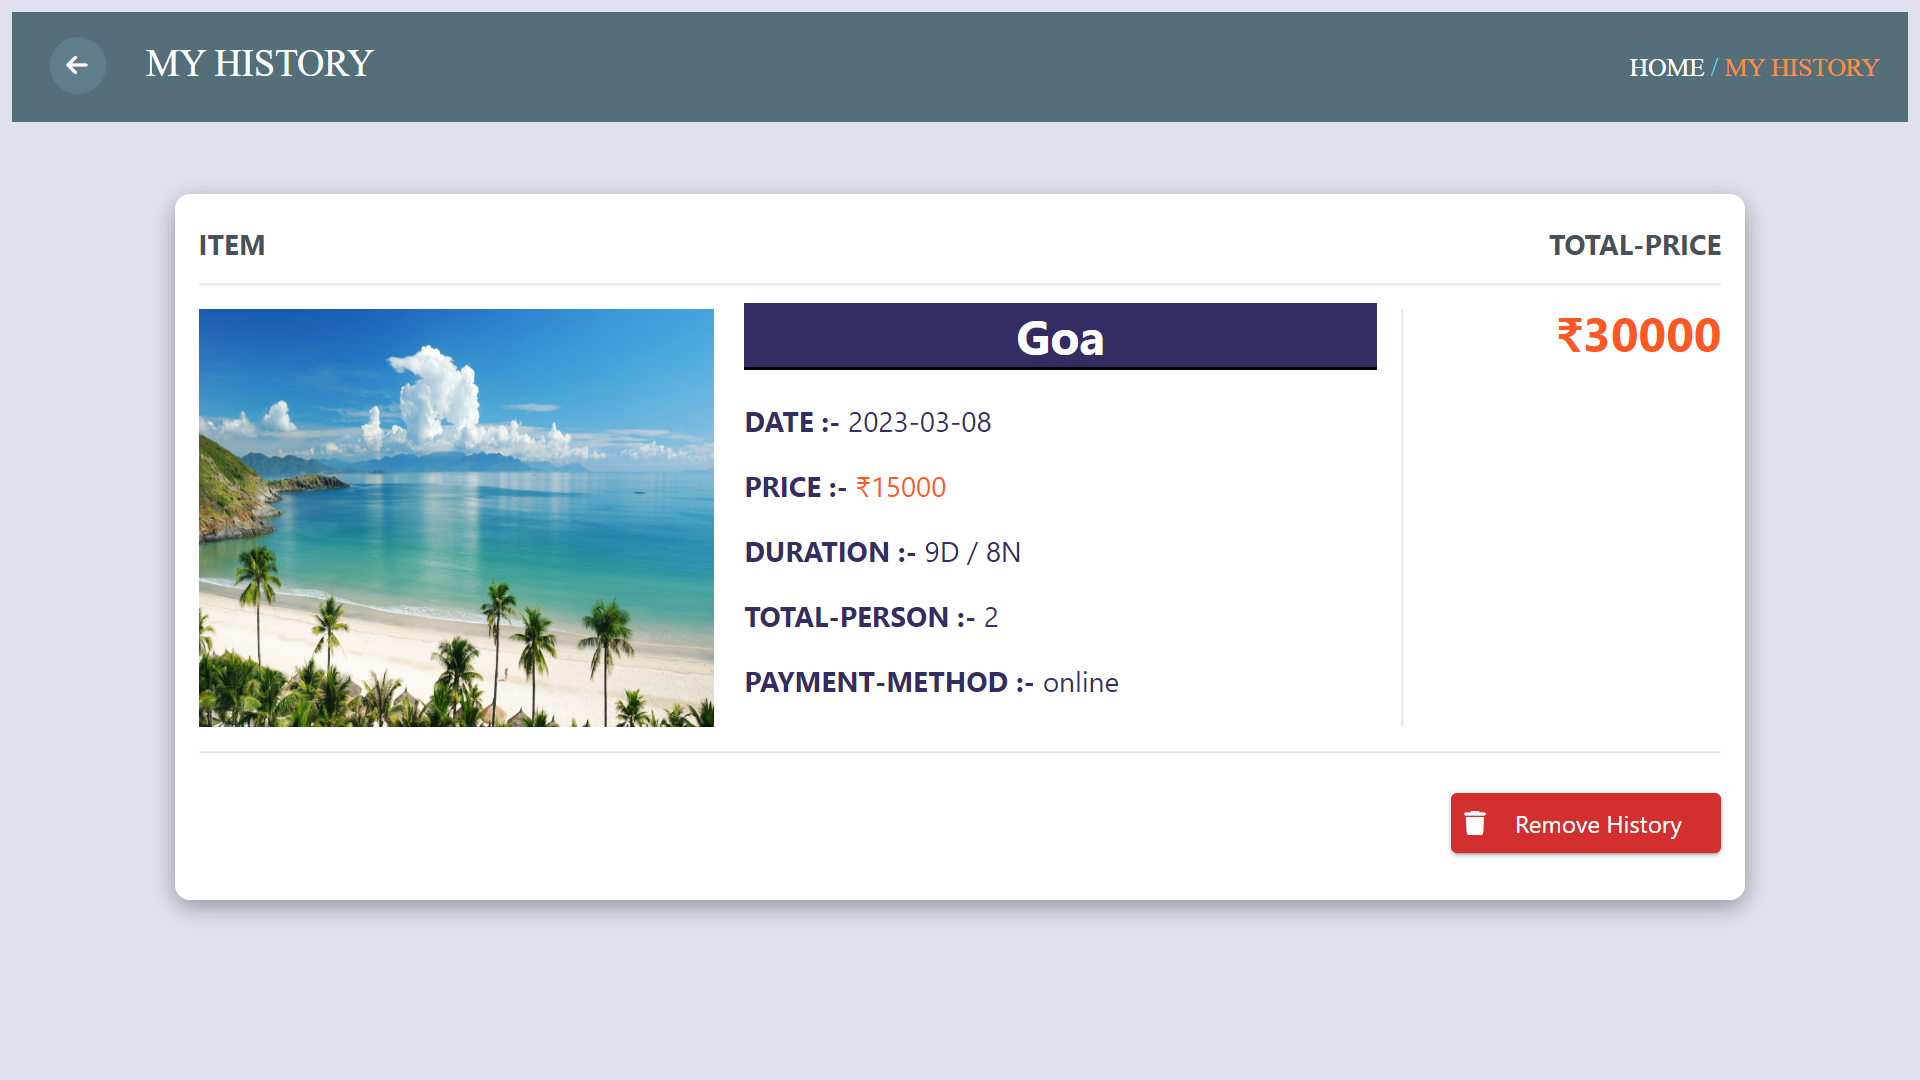 MY HISTORY
HOME / MY HISTORY
ITEM
TOTAL-PRICE
Goa
₹30000
DATE :- 2023-03-08
PRICE :- ₹15000
DURATION :- 9D / 8N
TOTAL-PERSON :- 2
PAYMENT-METHOD :- online
Remove History